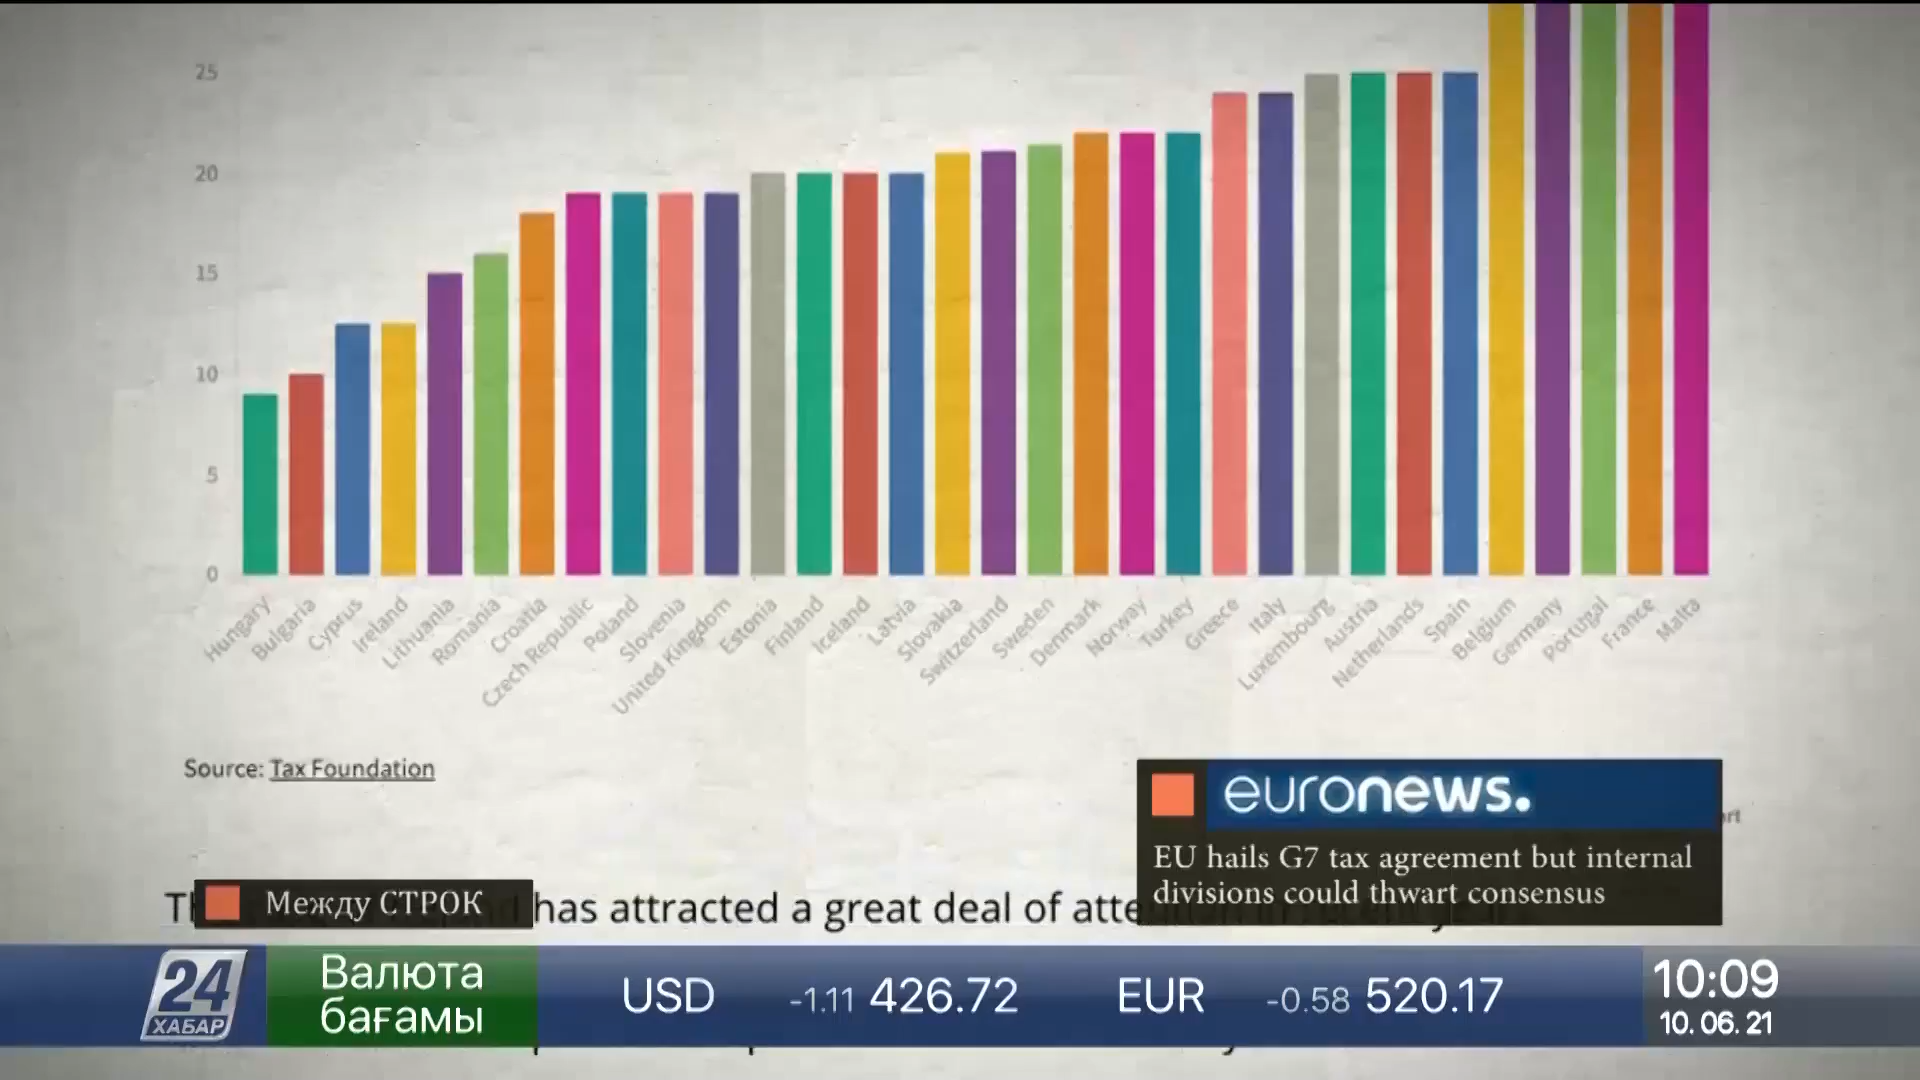 25
20
15
10
5
0
Hungary
Bulgaria
Cyprus
Ireland
Lithuania
Romania
Croatia
Czech Republic
Poland
Slovenia
United Kingdom
Estonia
Finland
Iceland
Latvia
Slovakia
Switzerland
Sweden
Denmark
Norway
Turkey
Greece
Italy
Luxembourg
Austria
Netherlands
Spain
Belgium
Germany
Portugal
France
Malta
Source: Tax Foundation
euronews.
EU hails G7 tax agreement but internal
divisions could thwart consensus
Между СТРОК
has attracted a great deal of
24
ХАБАР
Валюта
бағамы
USD -1.11 426.72 EUR -0.58 520.17
10:09
10. 06. 21